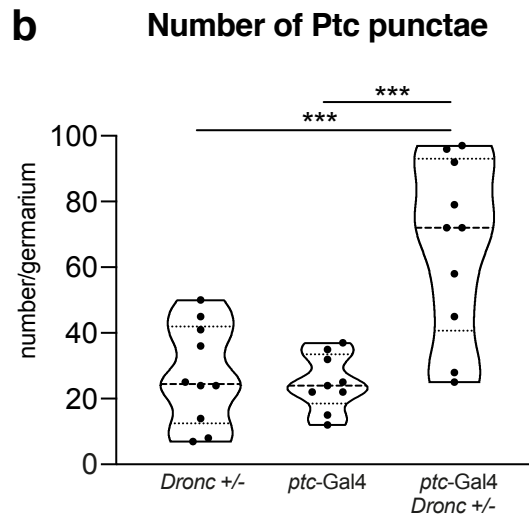 b Number of Ptc punctae
***
***
100
80
60
40
20
0
number/germarium
Dronc +/- ptc-Gal4 ptc-Gal4
Dronc +/-